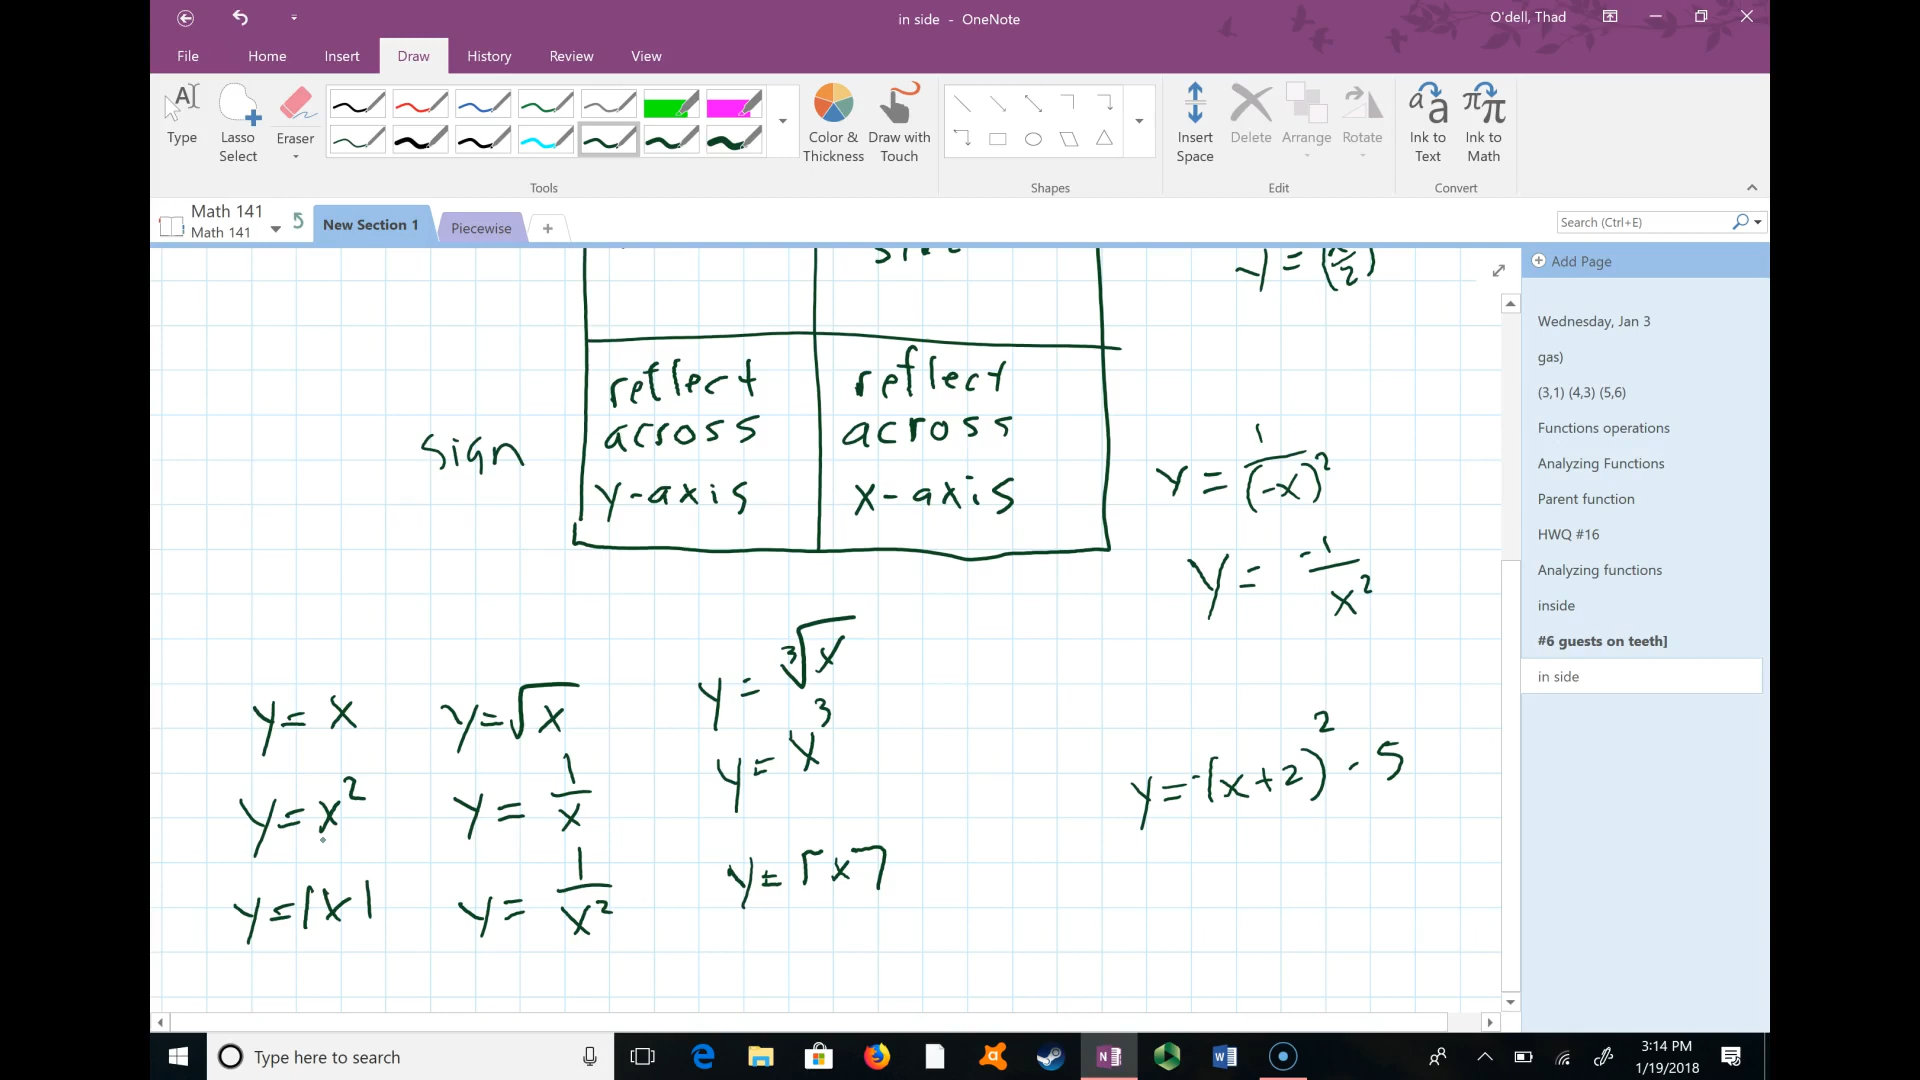 in side - OneNote
O'dell, Thad
File
Home
Insert
Draw
History
Review
View
Type
Lasso Select
Eraser
Color & Thickness
Draw with Touch
Insert Space
Delete
Arrange
Rotate
Ink to Text
Ink to Math
Tools
Shapes
Edit
Convert
Math 141
Math 141
New Section 1
Piecewise
Search (Ctrl+E)
Add Page
Wednesday, Jan 3
gas)
(3,1) (4,3) (5,6)
Functions operations
Analyzing Functions
Parent function
HWQ #16
Analyzing functions
inside
#6 guests on teeth]
in side
sign
reflect
across
y-axis
reflect
across
x-axis
y = 1/(-x)²
y = -1/x²
y = x
y = x²
y = |x|
y = √x
y = 1/x
y = 1/x²
y = ³√x
y = x³
y = ⌈x⌉
y = -(x+2)² - 5
Type here to search
3:14 PM
1/19/2018